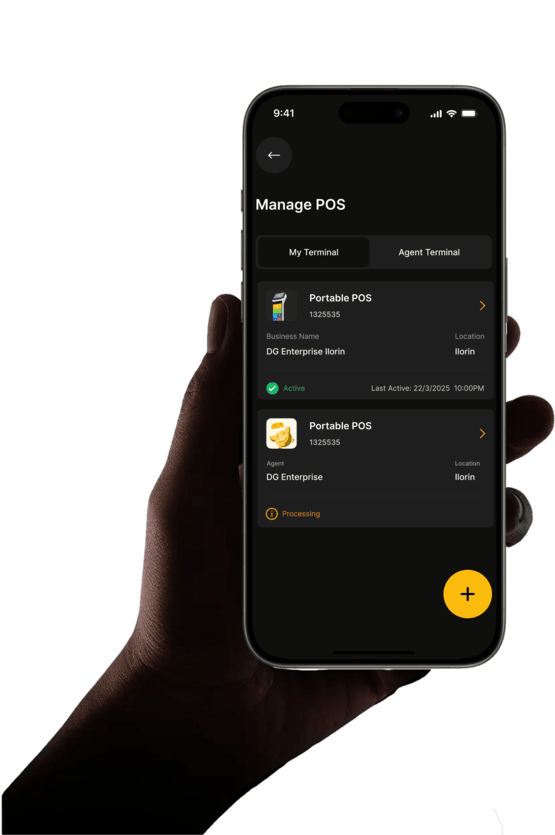 9:41
Manage POS
My Terminal Agent Terminal
Portable POS
1325535
Business Name Location
DG Enterprise Ilorin Ilorin
Active Last Active: 22/3/2025 10:00PM
Portable POS
1325535
Agent Location
DG Enterprise Ilorin
Processing